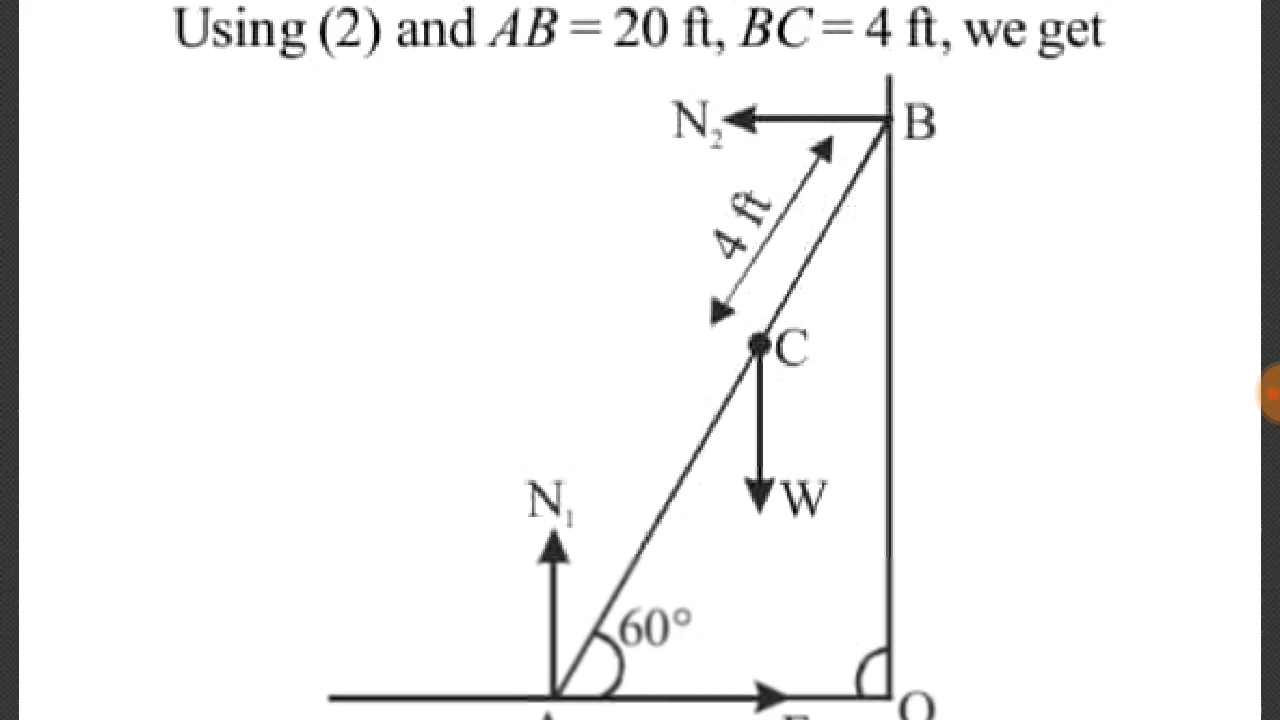 Using (2) and AB = 20 ft, BC = 4 ft, we get
N₂
B
4 ft
C
N₁
W
60°
O